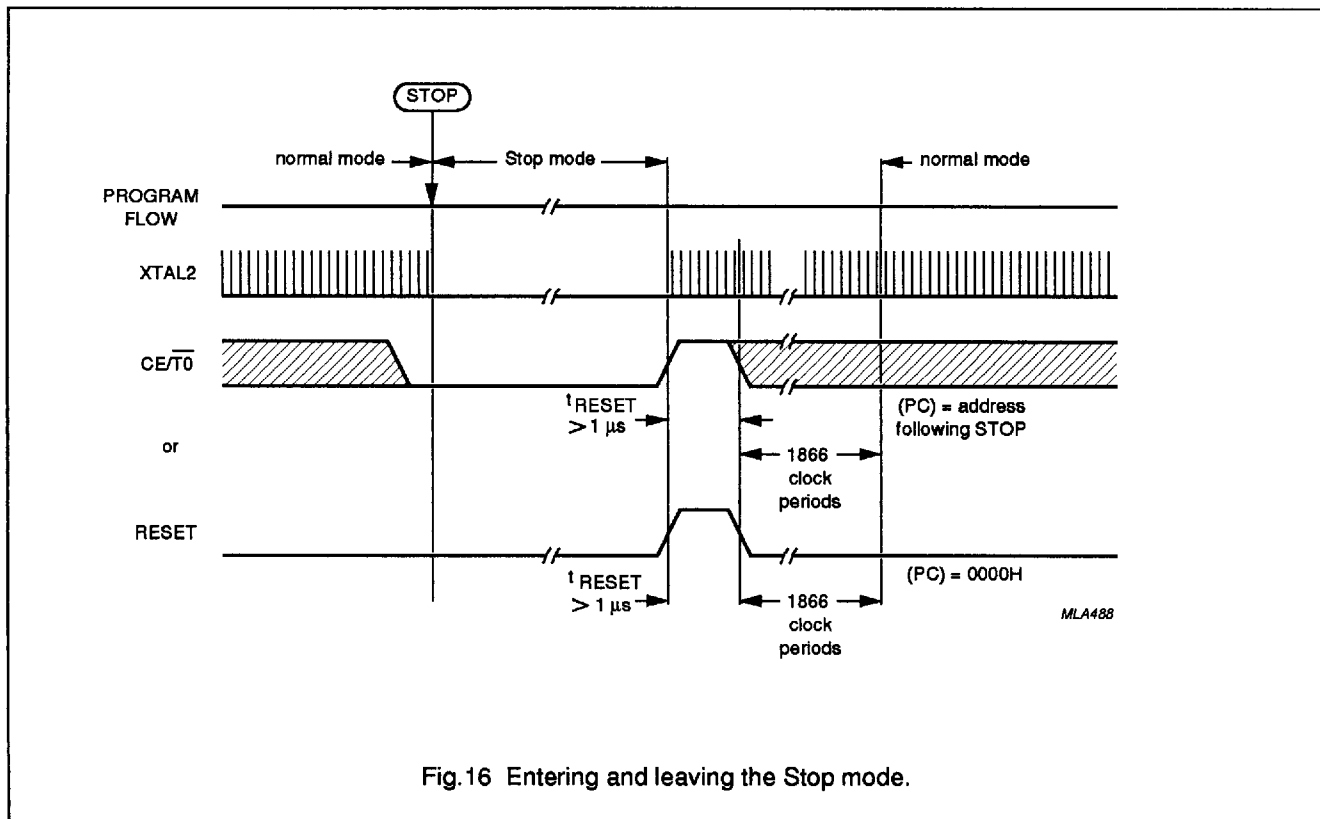 STOP
normal mode
Stop mode
normal mode
PROGRAM
FLOW
XTAL2
CE/T0
tRESET
> 1 µs
(PC) = address
following STOP
or
1866
clock
periods
RESET
(PC) = 0000H
tRESET
> 1 µs
1866
clock
periods
MLA488
Fig.16 Entering and leaving the Stop mode.